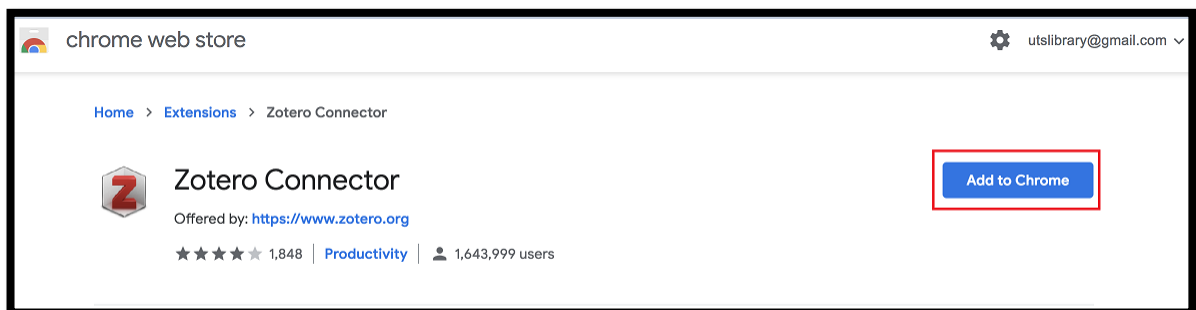 chrome web store
utslibrary@gmail.com
Home > Extensions > Zotero Connector
Z
Zotero Connector
Add to Chrome
Offered by: https://www.zotero.org
1,848 | Productivity | 1,643,999 users